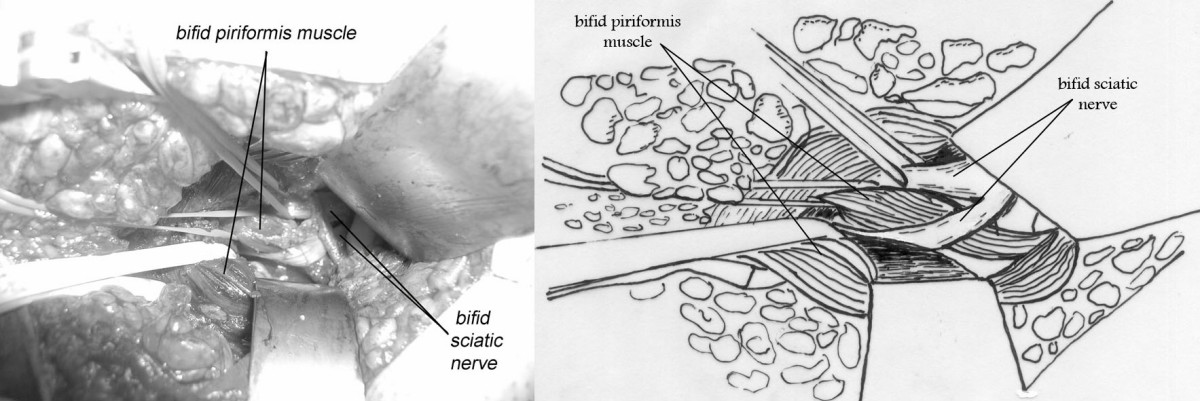 bifid piriformis muscle
bifid
sciatic
nerve
bifid piriformis
muscle
bifid sciatic
nerve